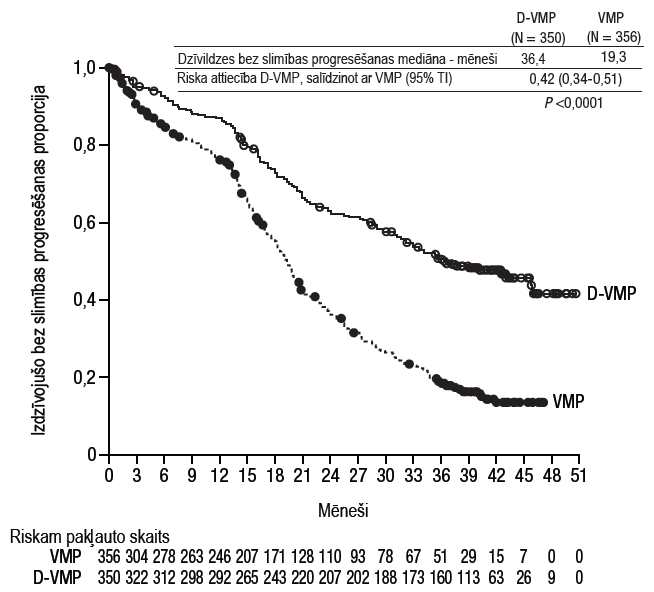 D-VMP VMP
(N = 350) (N = 356)
Dzīvildzes bez slimības progresēšanas mediāna - mēneši 36,4 19,3
Riska attiecība D-VMP, salīdzinot ar VMP (95% TI) 0,42 (0,34-0,51)
P <0,0001
Izdzīvojušo bez slimības progresēšanas proporcija
1,0
0,8
0,6
0,4
0,2
0
D-VMP
VMP
0 3 6 9 12 15 18 21 24 27 30 33 36 39 42 45 48 51
Mēneši
Riskam pakļauto skaits
VMP 356 304 278 263 246 207 171 128 110 93 78 67 51 29 15 7 0 0
D-VMP 350 322 312 298 292 265 243 220 207 202 188 173 160 113 63 26 9 0